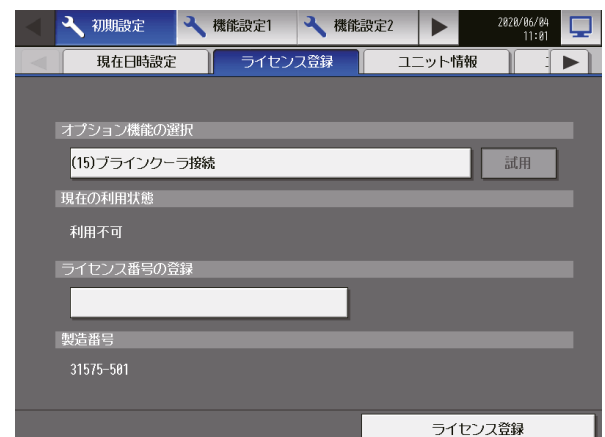 初期設定 機能設定1 機能設定2 2020/06/04
11:01
現在日時設定 ライセンス登録 ユニット情報
オプション機能の選択
(15)ブラインクーラ接続 試用
現在の利用状態
利用不可
ライセンス番号の登録
製造番号
31575-501
ライセンス登録